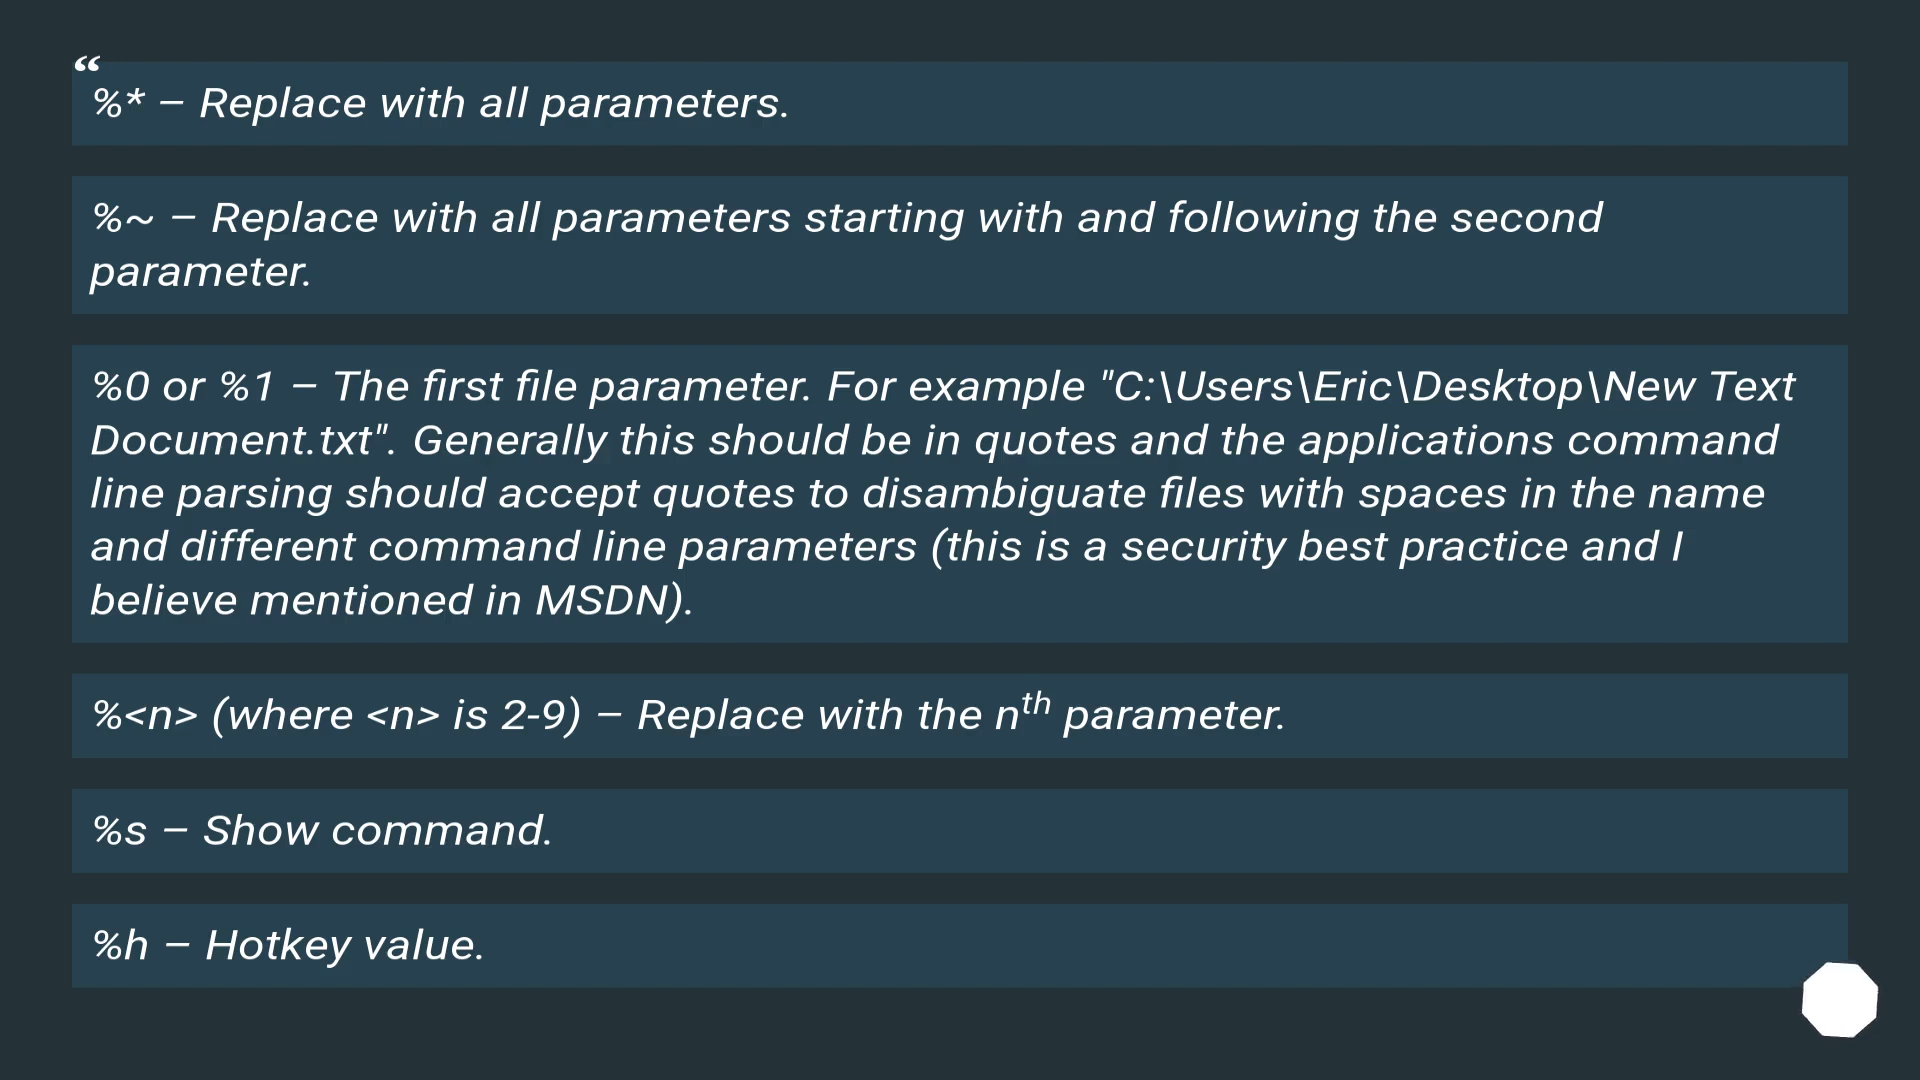 “
%* – Replace with all parameters.
%~ – Replace with all parameters starting with and following the second
parameter.
%0 or %1 – The first file parameter. For example "C:\Users\Eric\Desktop\New Text
Document.txt". Generally this should be in quotes and the applications command
line parsing should accept quotes to disambiguate files with spaces in the name
and different command line parameters (this is a security best practice and I
believe mentioned in MSDN).
%<n> (where <n> is 2-9) – Replace with the nth parameter.
%s – Show command.
%h – Hotkey value.